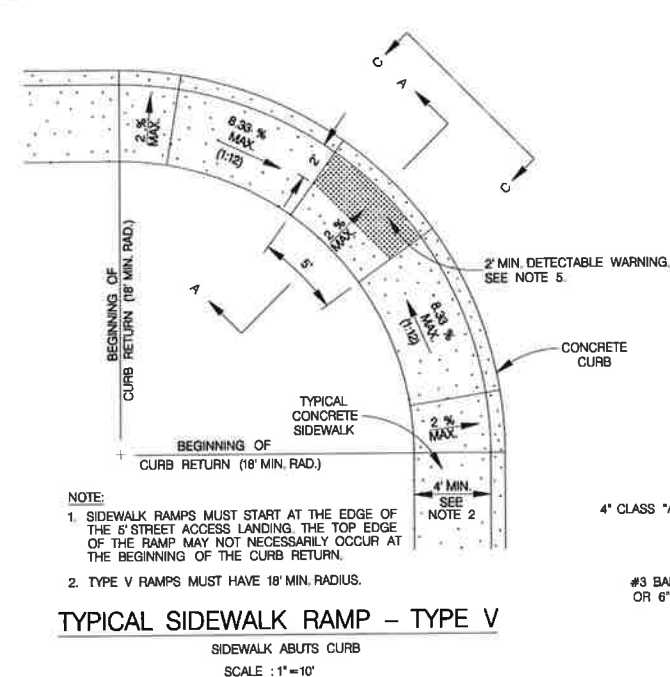 C
A
2 %
MAX.
8.33 %
MAX.
(1:12)
2'
C
2 %
MAX.
2' MIN. DETECTABLE WARNING,
SEE NOTE 5.
5'
A
BEGINNING OF
CURB RETURN (18' MIN. RAD.)
8.33 %
MAX.
(1:12)
CONCRETE
CURB
TYPICAL
CONCRETE
SIDEWALK
2 %
MAX.
BEGINNING OF
CURB RETURN (18' MIN. RAD.)
4' MIN.
SEE
NOTE 2
NOTE:
1. SIDEWALK RAMPS MUST START AT THE EDGE OF
THE 5' STREET ACCESS LANDING. THE TOP EDGE
OF THE RAMP MAY NOT NECESSARILY OCCUR AT
THE BEGINNING OF THE CURB RETURN.
2. TYPE V RAMPS MUST HAVE 18' MIN. RADIUS.
4" CLASS "A
#3 BA
OR 6"
TYPICAL SIDEWALK RAMP – TYPE V
SIDEWALK ABUTS CURB
SCALE : 1"=10'